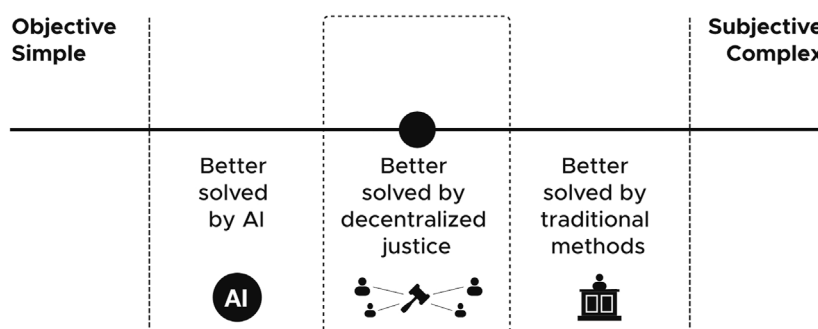 Objective
Simple
Subjective
Complex
Better
solved
by AI
Better
solved by
decentralized
justice
Better
solved by
traditional
methods
AI